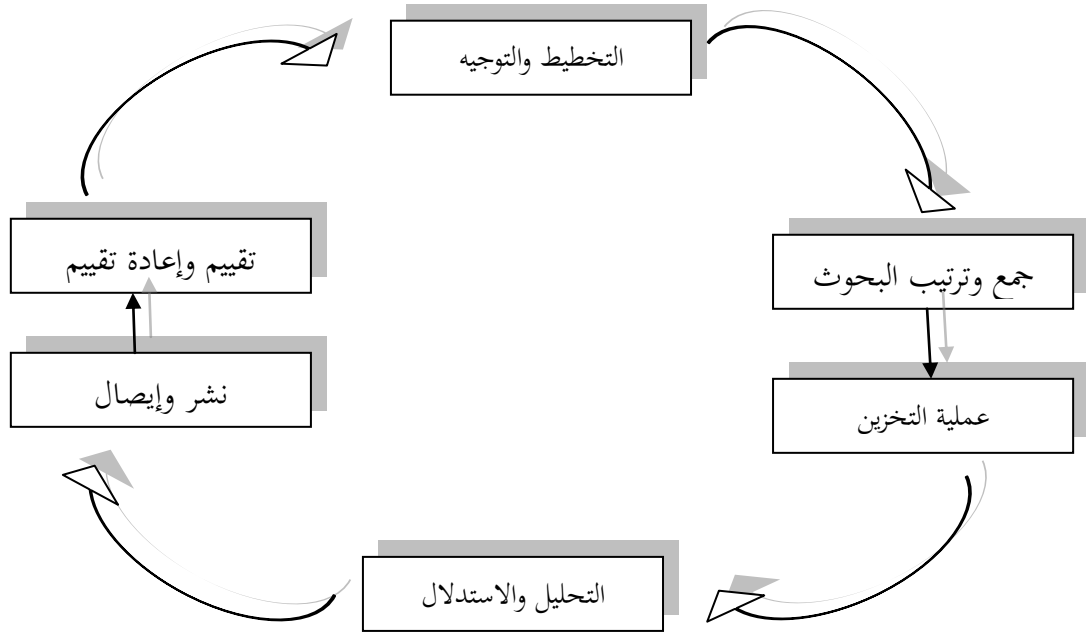 التخطيط والتوجيه
جمع وترتيب البحوث
عملية التخزين
التحليل والاستدلال
نشر وإيصال
تقييم وإعادة تقييم